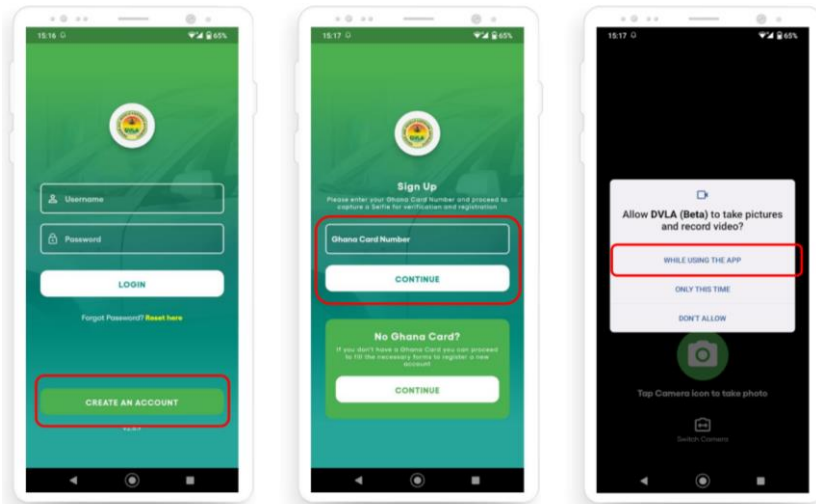 15:16
65%
DVLA
Username
Password
LOGIN
Forgot Password? Reset here
CREATE AN ACCOUNT
15:17
65%
DVLA
Sign Up
Please enter your Ghana Card Number and proceed to
capture a Selfie for verification and registration
Ghana Card Number
CONTINUE
No Ghana Card?
If you don't have a Ghana Card you can proceed
to fill the necessary forms to register a new
account
CONTINUE
15:17
65%
Allow DVLA (Beta) to take pictures
and record video?
WHILE USING THE APP
ONLY THIS TIME
DON'T ALLOW
Tap Camera icon to take photo
Switch Camera